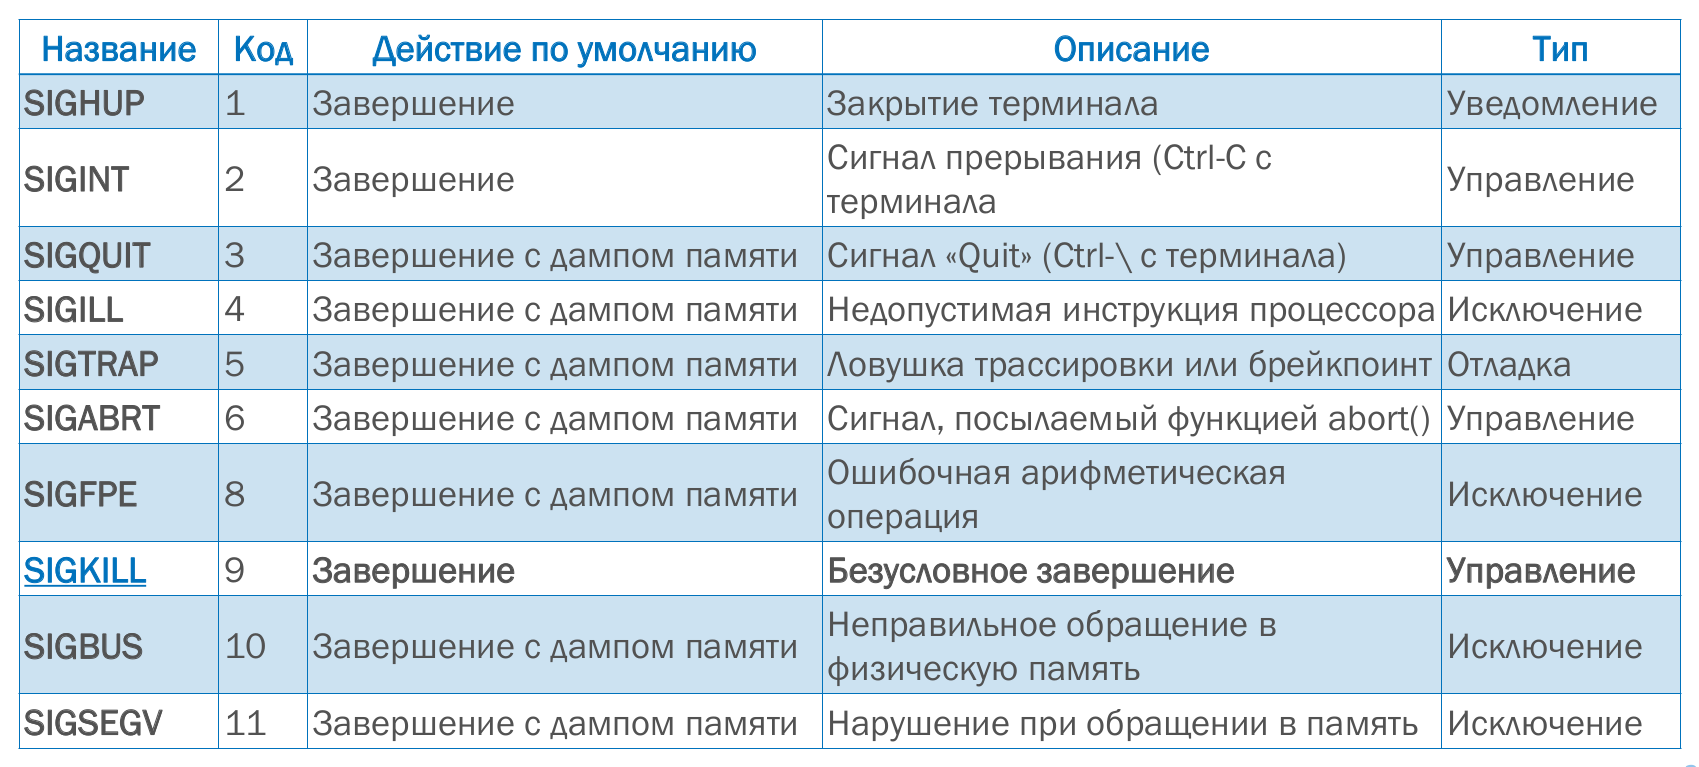 Название Код Действие по умолчанию Описание Тип
SIGHUP 1 Завершение Закрытие терминала Уведомление
SIGINT 2 Завершение Сигнал прерывания (Ctrl-C с
терминала Управление
SIGQUIT 3 Завершение с дампом памяти Сигнал «Quit» (Ctrl-\ с терминала) Управление
SIGILL 4 Завершение с дампом памяти Недопустимая инструкция процессора Исключение
SIGTRAP 5 Завершение с дампом памяти Ловушка трассировки или брейкпоинт Отладка
SIGABRT 6 Завершение с дампом памяти Сигнал, посылаемый функцией abort() Управление
SIGFPE 8 Завершение с дампом памяти Ошибочная арифметическая
операция Исключение
SIGKILL 9 Завершение Безусловное завершение Управление
SIGBUS 10 Завершение с дампом памяти Неправильное обращение в
физическую память Исключение
SIGSEGV 11 Завершение с дампом памяти Нарушение при обращении в память Исключение